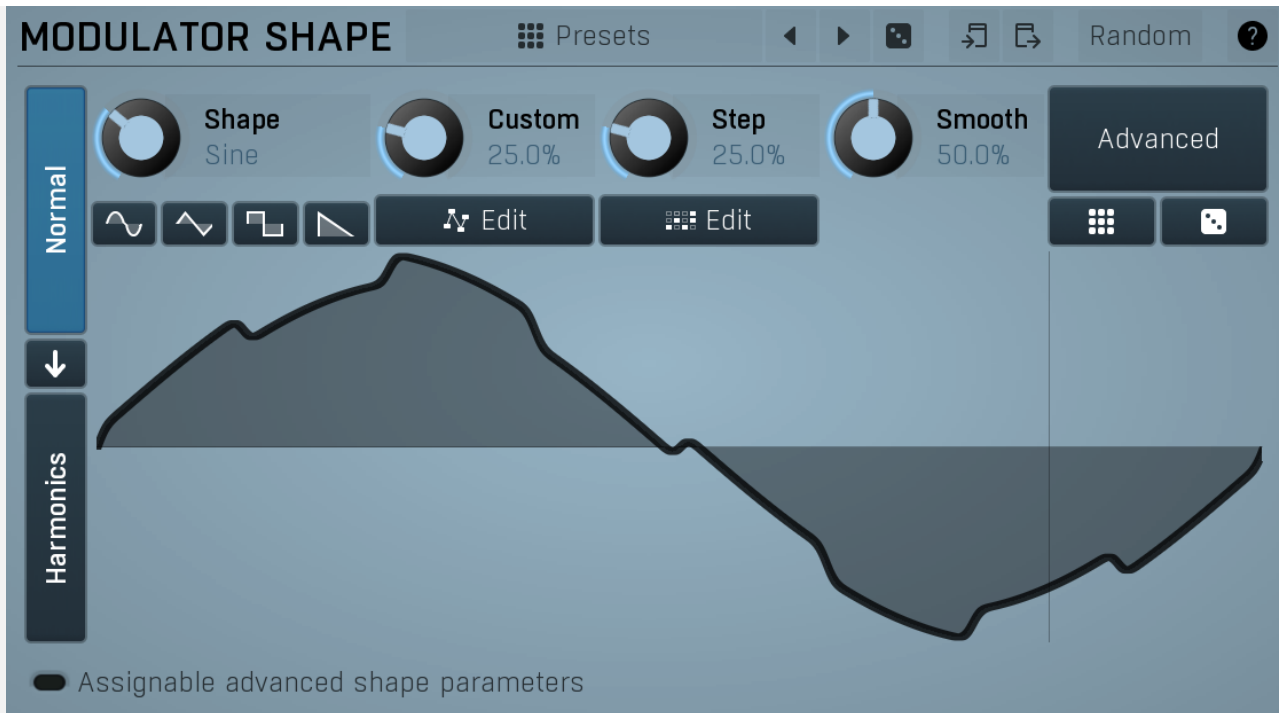 MODULATOR SHAPE Presets Random ?
Shape Custom Step Smooth Advanced
Sine 25.0% 25.0% 50.0%
Edit Edit
Normal
Harmonics
Assignable advanced shape parameters